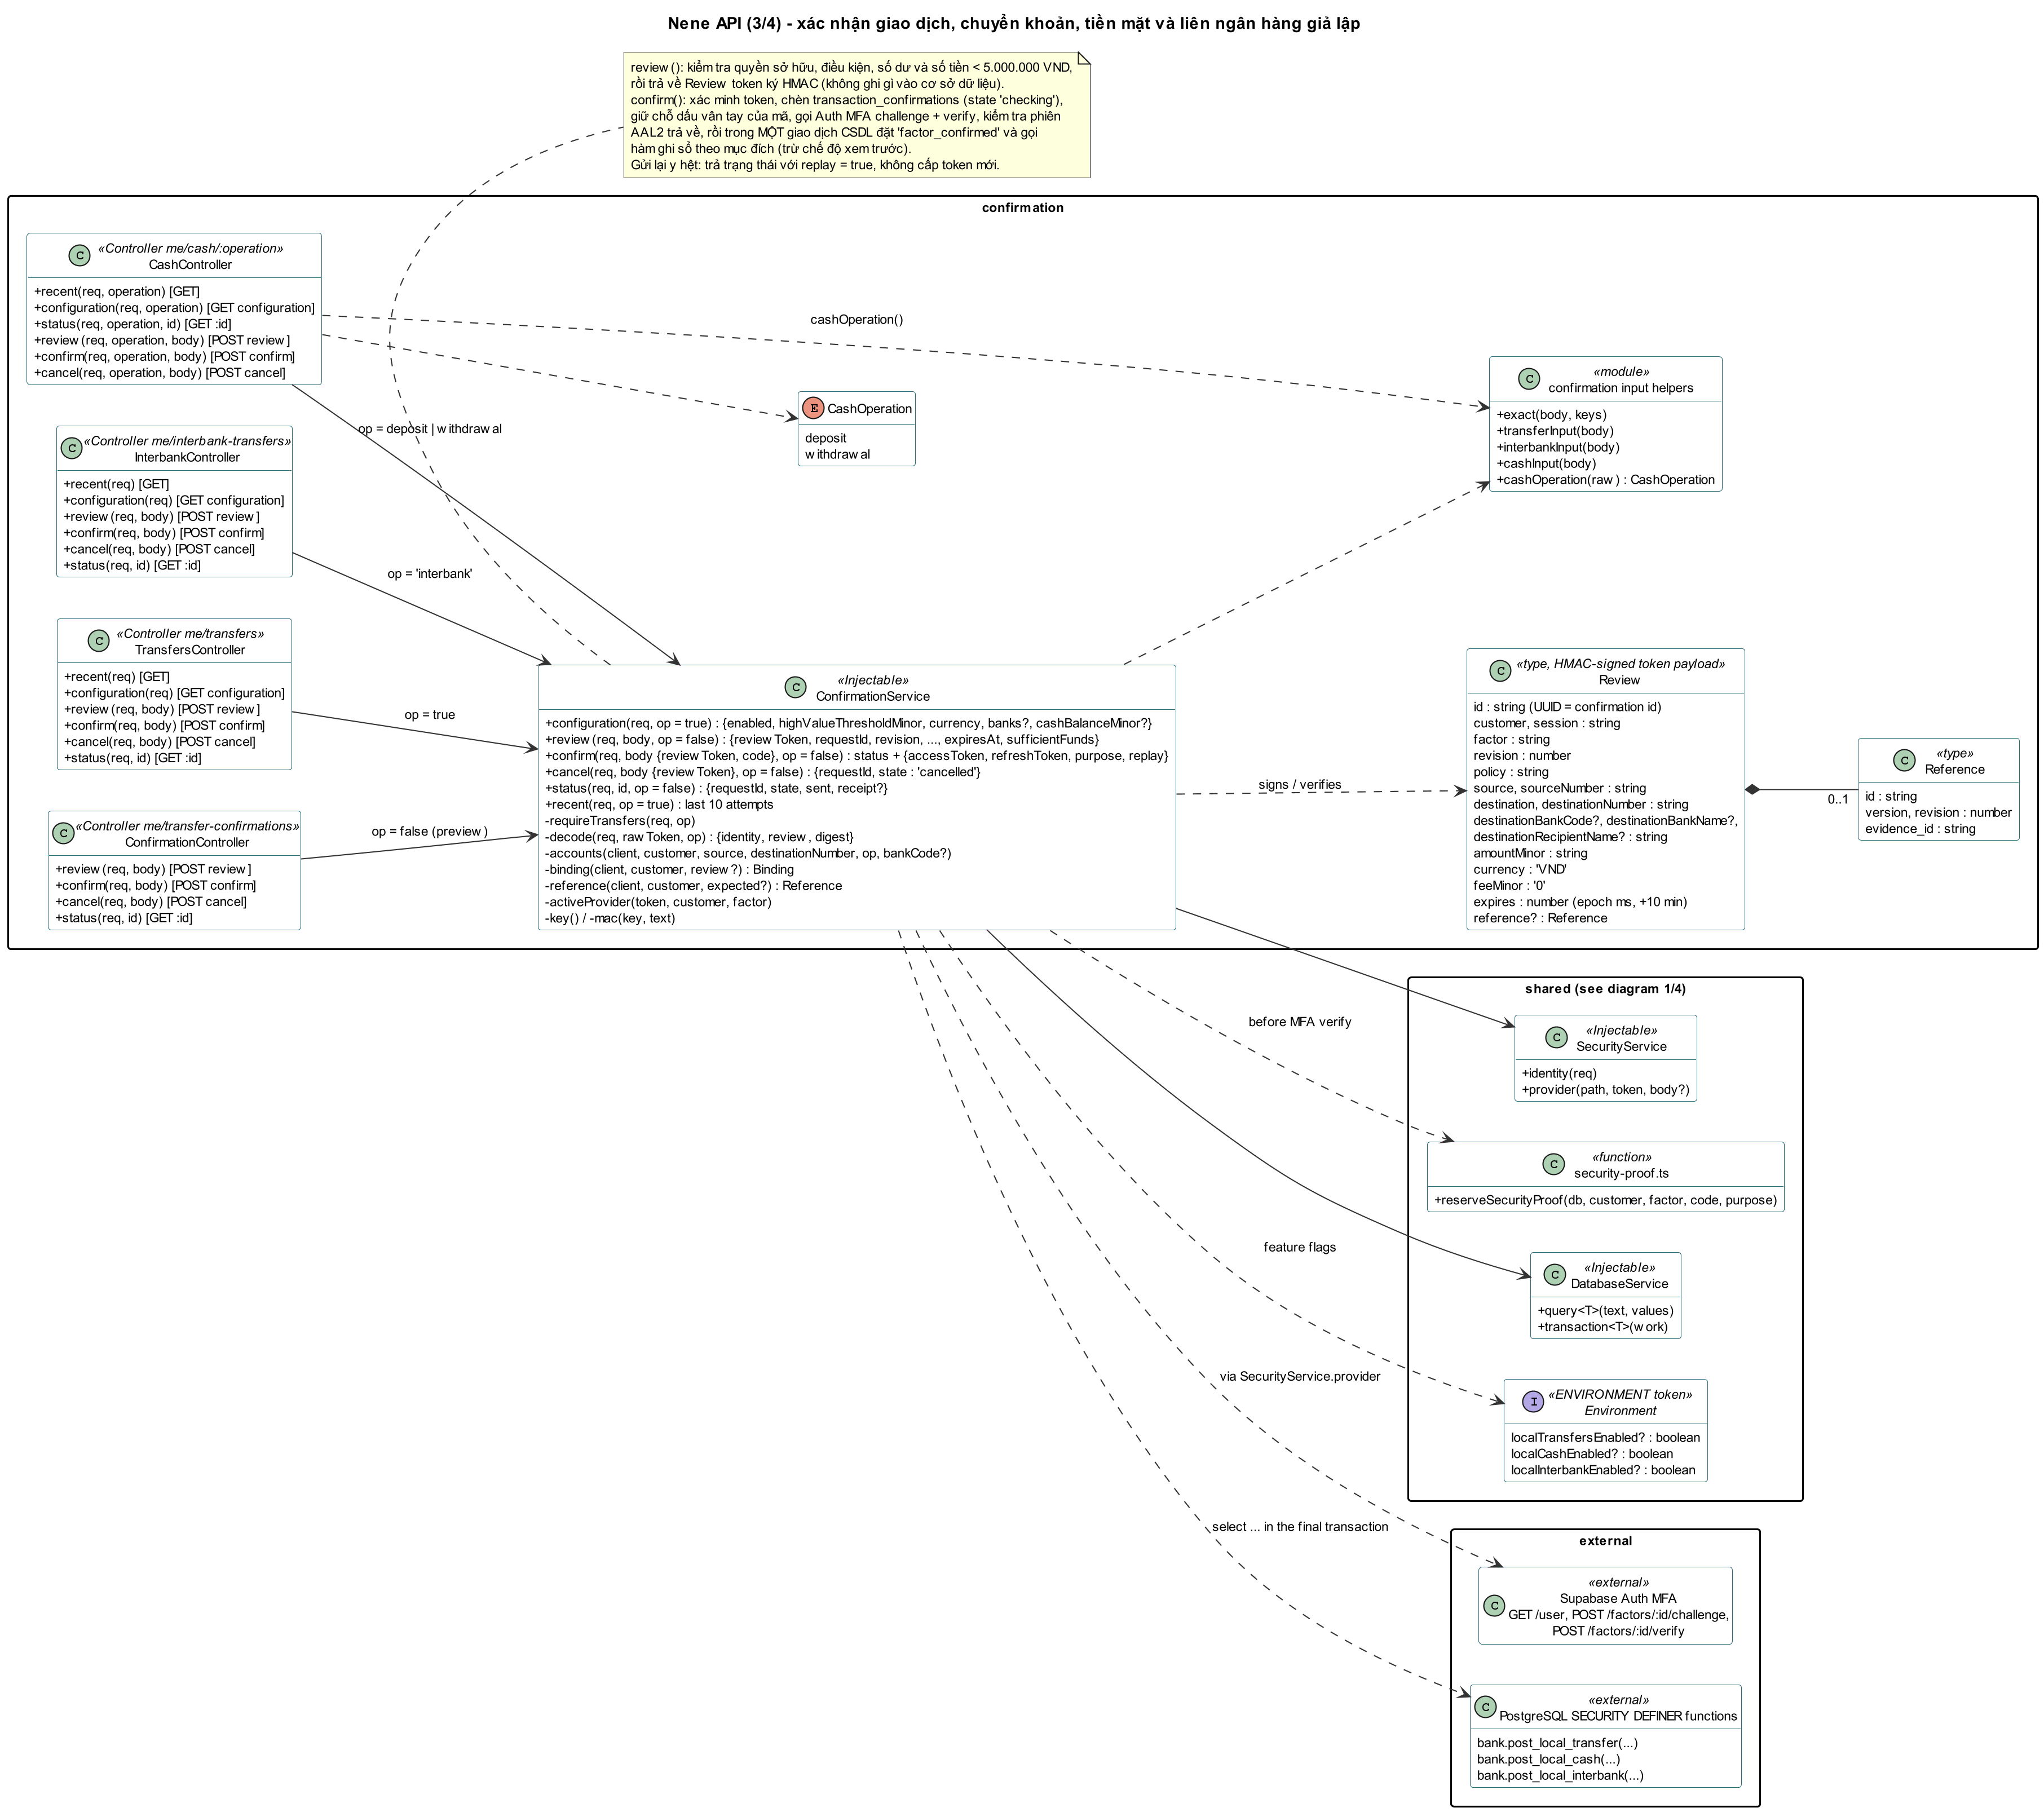 Nene API (3/4) - xác nhận giao dịch, chuyển khoản, tiền mặt và liên ngân hàng giả lập
review(): kiểm tra quyền sở hữu, điều kiện, số dư và số tiền < 5.000.000 VND,
rồi trả về Review token ký HMAC (không ghi gì vào cơ sở dữ liệu).
confirm(): xác minh token, chèn transaction_confirmations (state 'checking'),
giữ chỗ dấu vân tay của mã, gọi Auth MFA challenge + verify, kiểm tra phiên
AAL2 trả về, rồi trong MỘT giao dịch CSDL đặt 'factor_confirmed' và gọi
hàm ghi sổ theo mục đích (trừ chế độ xem trước).
Gửi lại y hệt: trả trạng thái với replay = true, không cấp token mới.
confirmation
C
«Controller me/cash/:operation»
CashController
+recent(req, operation) [GET]
+configuration(req, operation) [GET configuration]
+status(req, operation, id) [GET :id]
+review(req, operation, body) [POST review]
+confirm(req, operation, body) [POST confirm]
+cancel(req, operation, body) [POST cancel]
cashOperation()
op = deposit | withdrawal
E
CashOperation
deposit
withdrawal
C
«module»
confirmation input helpers
+exact(body, keys)
+transferInput(body)
+interbankInput(body)
+cashInput(body)
+cashOperation(raw) : CashOperation
C
«Controller me/interbank-transfers»
InterbankController
+recent(req) [GET]
+configuration(req) [GET configuration]
+review(req, body) [POST review]
+confirm(req, body) [POST confirm]
+cancel(req, body) [POST cancel]
+status(req, id) [GET :id]
op = 'interbank'
C
«Controller me/transfers»
TransfersController
+recent(req) [GET]
+configuration(req) [GET configuration]
+review(req, body) [POST review]
+confirm(req, body) [POST confirm]
+cancel(req, body) [POST cancel]
+status(req, id) [GET :id]
op = true
C
«Controller me/transfer-confirmations»
ConfirmationController
+review(req, body) [POST review]
+confirm(req, body) [POST confirm]
+cancel(req, body) [POST cancel]
+status(req, id) [GET :id]
op = false (preview)
C
«Injectable»
ConfirmationService
+configuration(req, op = true) : {enabled, highValueThresholdMinor, currency, banks?, cashBalanceMinor?}
+review(req, body, op = false) : {reviewToken, requestId, revision, ..., expiresAt, sufficientFunds}
+confirm(req, body {reviewToken, code}, op = false) : status + {accessToken, refreshToken, purpose, replay}
+cancel(req, body {reviewToken}, op = false) : {requestId, state : 'cancelled'}
+status(req, id, op = false) : {requestId, state, sent, receipt?}
+recent(req, op = true) : last 10 attempts
-requireTransfers(req, op)
-decode(req, rawToken, op) : {identity, review, digest}
-accounts(client, customer, source, destinationNumber, op, bankCode?)
-binding(client, customer, review?) : Binding
-reference(client, customer, expected?) : Reference
-activeProvider(token, customer, factor)
-key() / -mac(key, text)
signs / verifies
C
«type, HMAC-signed token payload»
Review
id : string (UUID = confirmation id)
customer, session : string
factor : string
revision : number
policy : string
source, sourceNumber : string
destination, destinationNumber : string
destinationBankCode?, destinationBankName?,
destinationRecipientName? : string
amountMinor : string
currency : 'VND'
feeMinor : '0'
expires : number (epoch ms, +10 min)
reference? : Reference
0..1
C
«type»
Reference
id : string
version, revision : number
evidence_id : string
shared (see diagram 1/4)
C
«Injectable»
SecurityService
+identity(req)
+provider(path, token, body?)
before MFA verify
C
«function»
security-proof.ts
+reserveSecurityProof(db, customer, factor, code, purpose)
C
«Injectable»
DatabaseService
+query<T>(text, values)
+transaction<T>(work)
feature flags
I
«ENVIRONMENT token»
Environment
localTransfersEnabled? : boolean
localCashEnabled? : boolean
localInterbankEnabled? : boolean
via SecurityService.provider
select ... in the final transaction
external
C
«external»
Supabase Auth MFA
GET /user, POST /factors/:id/challenge,
POST /factors/:id/verify
C
«external»
PostgreSQL SECURITY DEFINER functions
bank.post_local_transfer(...)
bank.post_local_cash(...)
bank.post_local_interbank(...)